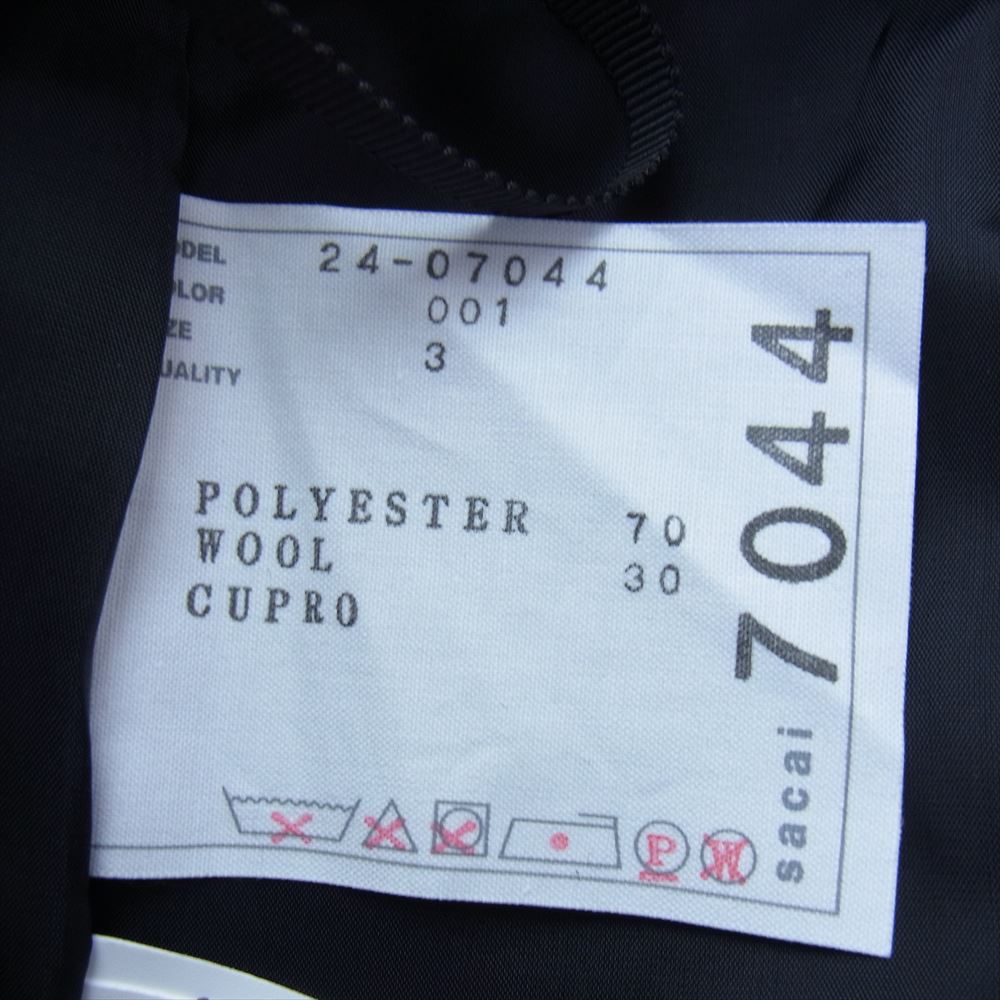 ODEL 24-07044
OLOR 001
ZE 3
UALITY
POLYESTER 70
WOOL 30
CUPRO
P W
sacai 7044